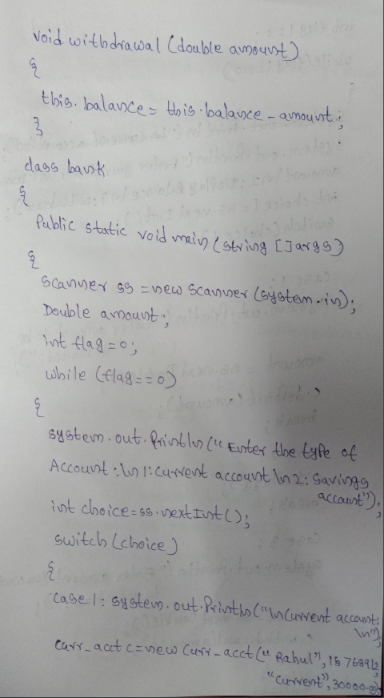 void withdrawal (double amount)
{
this.balance = this.balance - amount;
}
class bank
{
Public static void main (string []args)
{
scanner ss = new scanner (system.in);
Double amount;
int flag = 0;
while (flag == 0)
{
system.out.println ("Enter the type of
Account : \n 1: current account \n 2: savings
account");
int choice = ss.nextInt ();
switch (choice)
{
case 1: system.out.println ("\n current account:
\n");
curr_acct c = new curr_acct ("Rahul",
"current", 30000